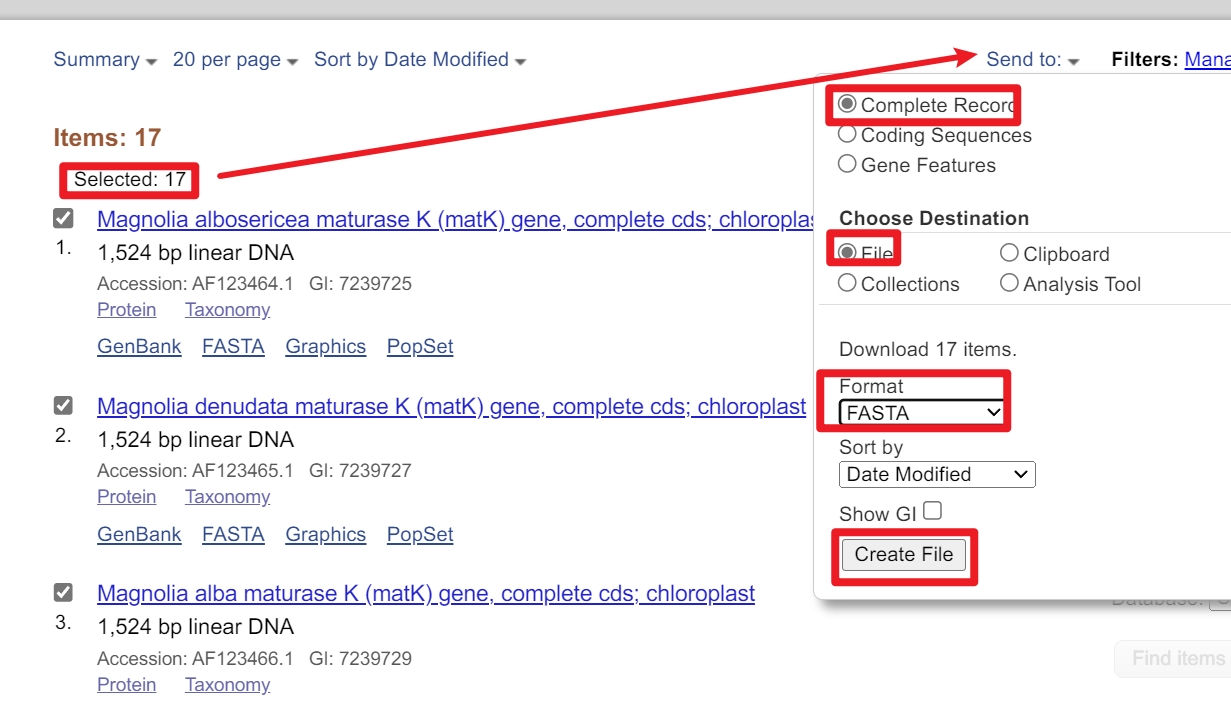 Summary 20 per page Sort by Date Modified Send to: Filters: Mana
Items: 17
Selected: 17
Magnolia albosericea maturase K (matK) gene, complete cds; chloroplas
1. 1,524 bp linear DNA
Accession: AF123464.1 GI: 7239725
Protein Taxonomy
GenBank FASTA Graphics PopSet
Magnolia denudata maturase K (matK) gene, complete cds; chloroplast
2. 1,524 bp linear DNA
Accession: AF123465.1 GI: 7239727
Protein Taxonomy
GenBank FASTA Graphics PopSet
Magnolia alba maturase K (matK) gene, complete cds; chloroplast
3. 1,524 bp linear DNA
Accession: AF123466.1 GI: 7239729
Protein Taxonomy
Complete Record
Coding Sequences
Gene Features
Choose Destination
File Clipboard
Collections Analysis Tool
Download 17 items.
Format
FASTA
Sort by
Date Modified
Show GI
Create File
Database:
Find items